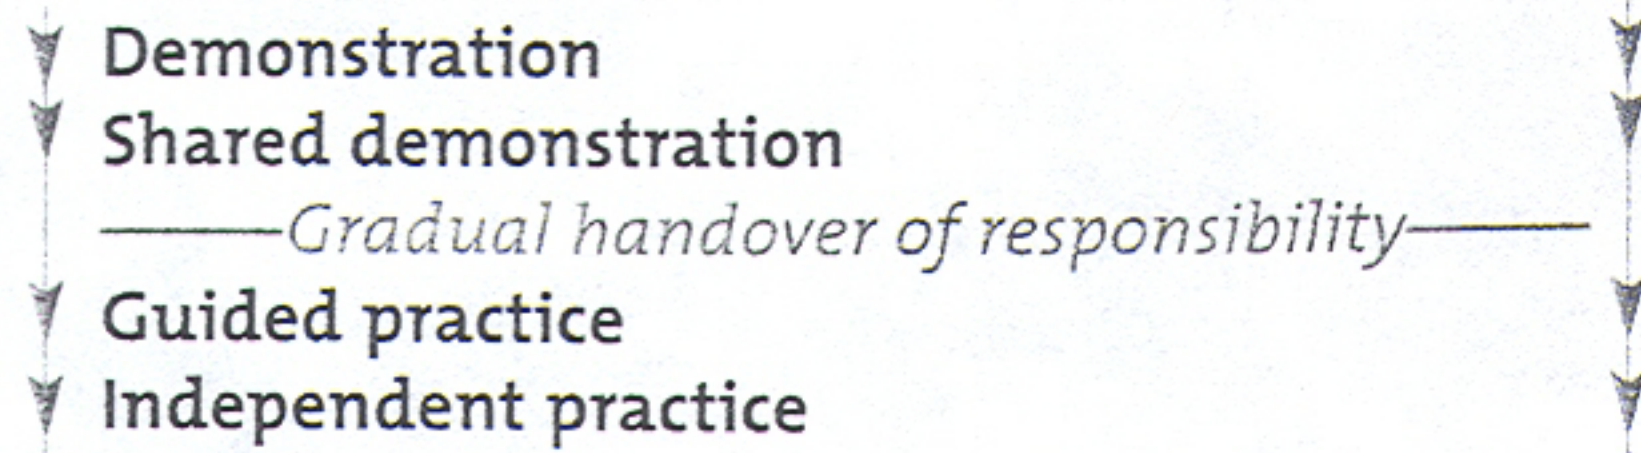 Demonstration
Shared demonstration
Gradual handover of responsibility
Guided practice
Independent practice